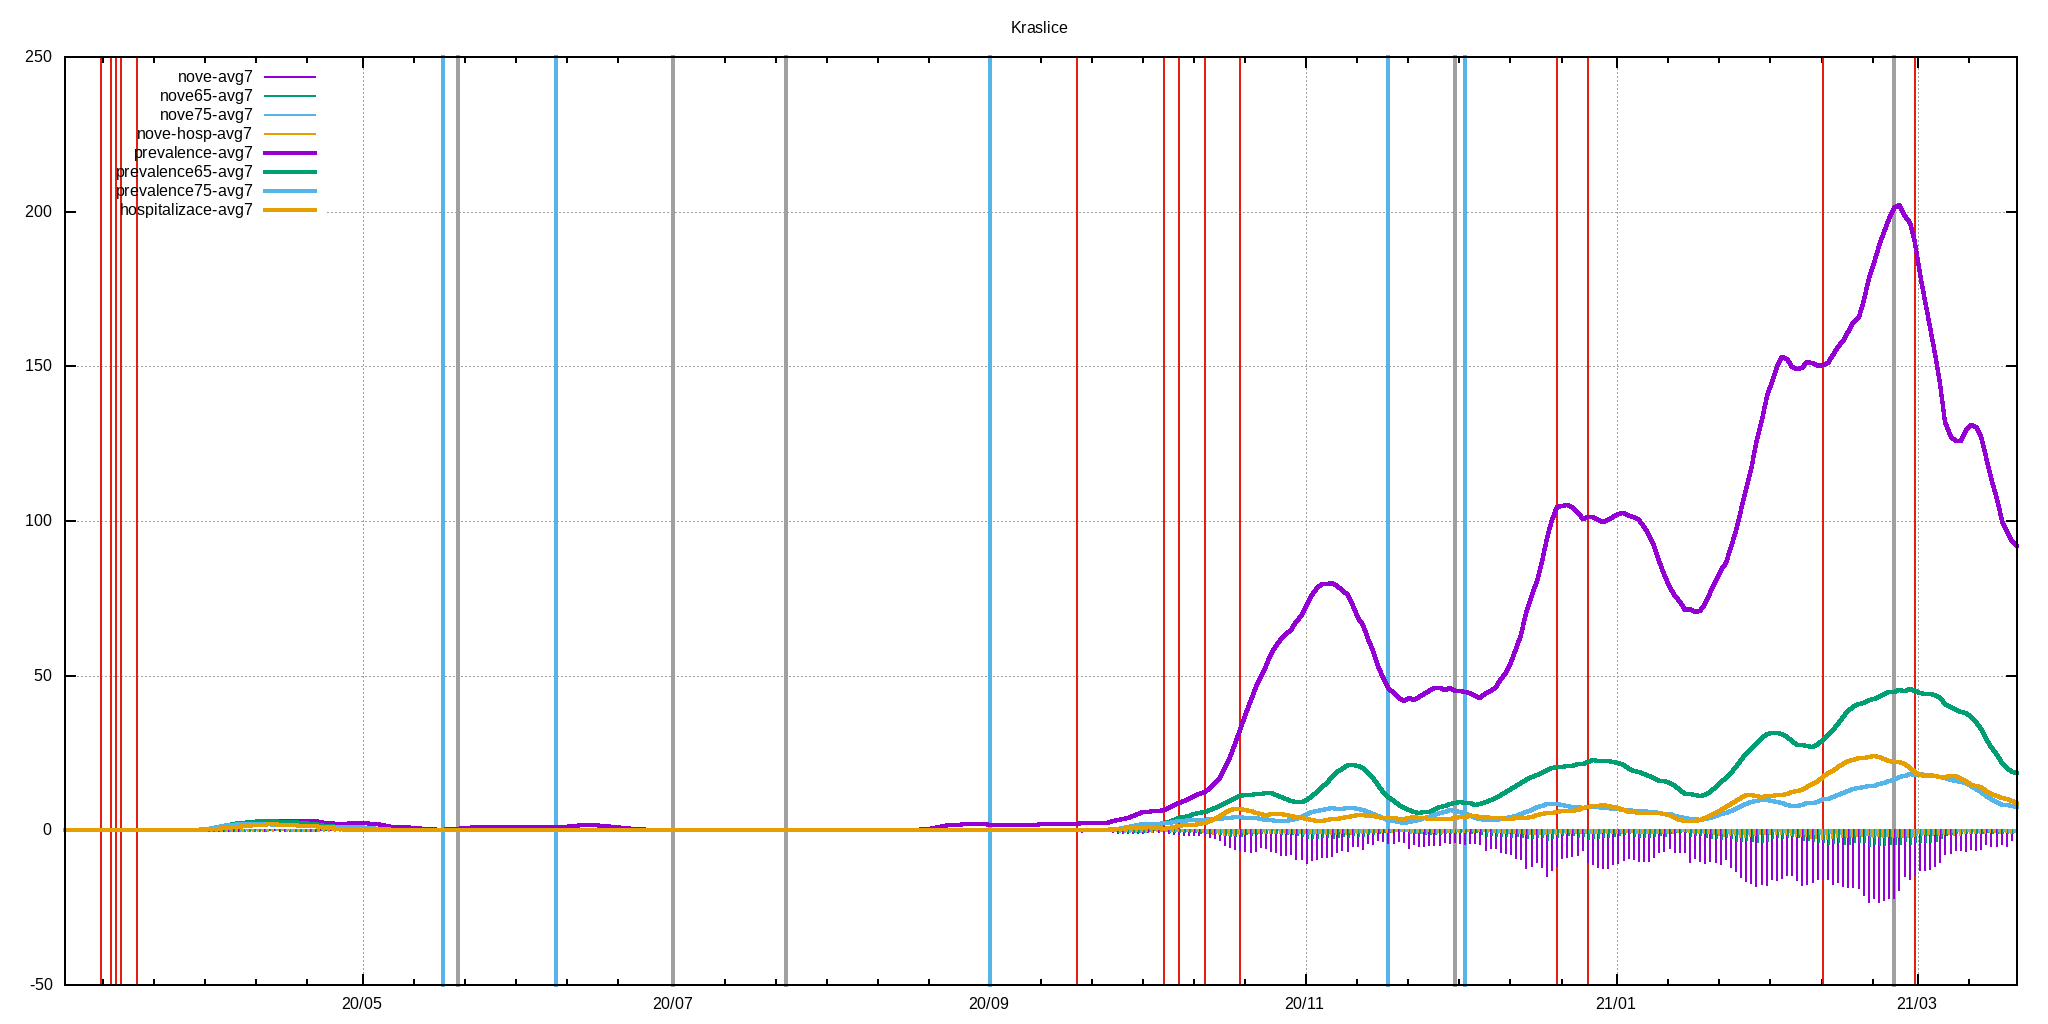 Kraslice
250
200
150
100
50
0
-50
nove-avg7
nove65-avg7
nove75-avg7
nove-hosp-avg7
prevalence-avg7
prevalence65-avg7
prevalence75-avg7
hospitalizace-avg7
20/05
20/07
20/09
20/11
21/01
21/03